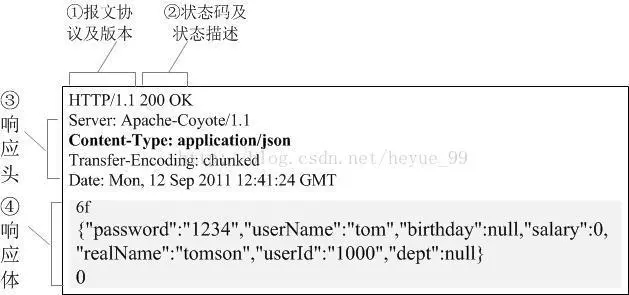 ①报文协
议及版本
②状态码及
状态描述
③
响
应
头
HTTP/1.1 200 OK
Server: Apache-Coyote/1.1
Content-Type: application/json
Transfer-Encoding: chunked
Date: Mon, 12 Sep 2011 12:41:24 GMT
④
响
应
体
6f
{"password":"1234","userName":"tom","birthday":null,"salary":0,
"realName":"tomson","userId":"1000","dept":null}
0